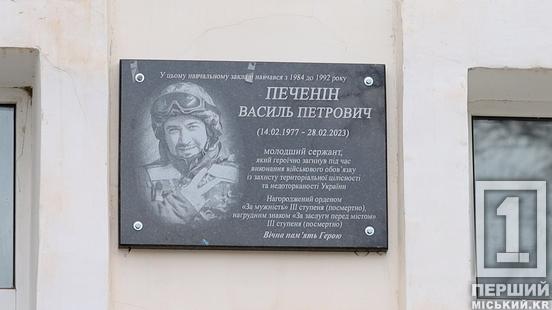 У цьому навчальному закладі навчався з 1984 до 1992 року
ПЕЧЕНІН
ВАСИЛЬ ПЕТРОВИЧ
(14.02.1977 - 28.02.2023)
молодший сержант,
який героїчно загинув під час
виконання військового обов'язку
із захисту територіальної цілісності
та недоторканості України
Нагороджений орденом
«За мужність» III ступеня (посмертно),
нагрудним знаком «За заслуги перед містом»
III ступеня (посмертно)
Вічна пам'ять Герою
1
ПЕРШИЙ
МІСЬКИЙ.KR